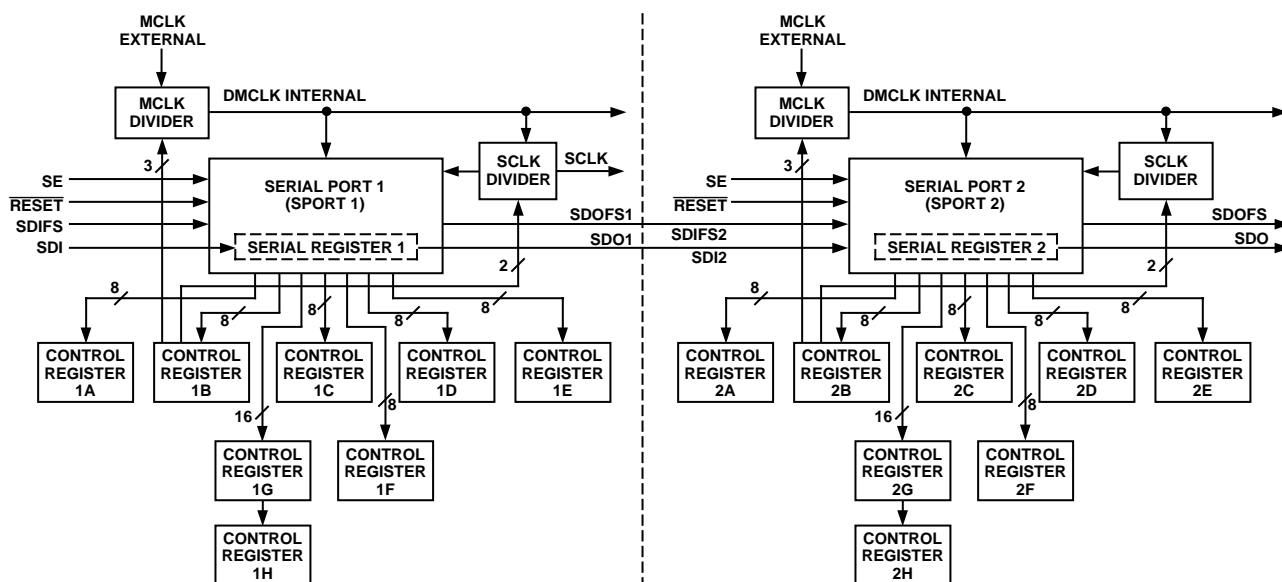 MCLK
EXTERNAL
MCLK
DIVIDER
DMCLK INTERNAL
3
SE
RESET
SDIFS
SDI
SERIAL PORT 1
(SPORT 1)
SERIAL REGISTER 1
SCLK
DIVIDER
SCLK
SDOFS1
SDO1
2
8
8
8
8
8
CONTROL
REGISTER
1A
CONTROL
REGISTER
1B
CONTROL
REGISTER
1C
CONTROL
REGISTER
1D
CONTROL
REGISTER
1E
16
8
CONTROL
REGISTER
1G
CONTROL
REGISTER
1F
CONTROL
REGISTER
1H
MCLK
EXTERNAL
MCLK
DIVIDER
DMCLK INTERNAL
3
SE
RESET
SDIFS2
SDI2
SERIAL PORT 2
(SPORT 2)
SERIAL REGISTER 2
SCLK
DIVIDER
SDOFS
SDO
2
8
8
8
8
8
CONTROL
REGISTER
2A
CONTROL
REGISTER
2B
CONTROL
REGISTER
2C
CONTROL
REGISTER
2D
CONTROL
REGISTER
2E
16
8
CONTROL
REGISTER
2G
CONTROL
REGISTER
2F
CONTROL
REGISTER
2H